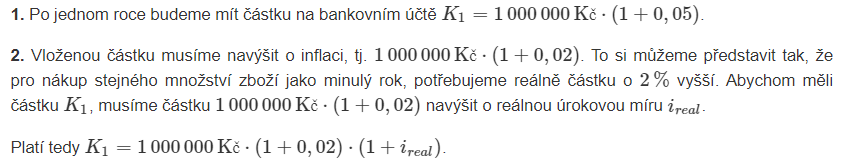 1. Po jednom roce budeme mít částku na bankovním účtě K₁ = 1 000 000 Kč · (1 + 0, 05).
2. Vloženou částku musíme navýšit o inflaci, tj. 1 000 000 Kč · (1 + 0, 02). To si můžeme představit tak, že
pro nákup stejného množství zboží jako minulý rok, potřebujeme reálně částku o 2 % vyšší. Abychom měli
částku K₁, musíme částku 1 000 000 Kč · (1 + 0, 02) navýšit o reálnou úrokovou míru i_real.
Platí tedy K₁ = 1 000 000 Kč · (1 + 0, 02) · (1 + i_real).